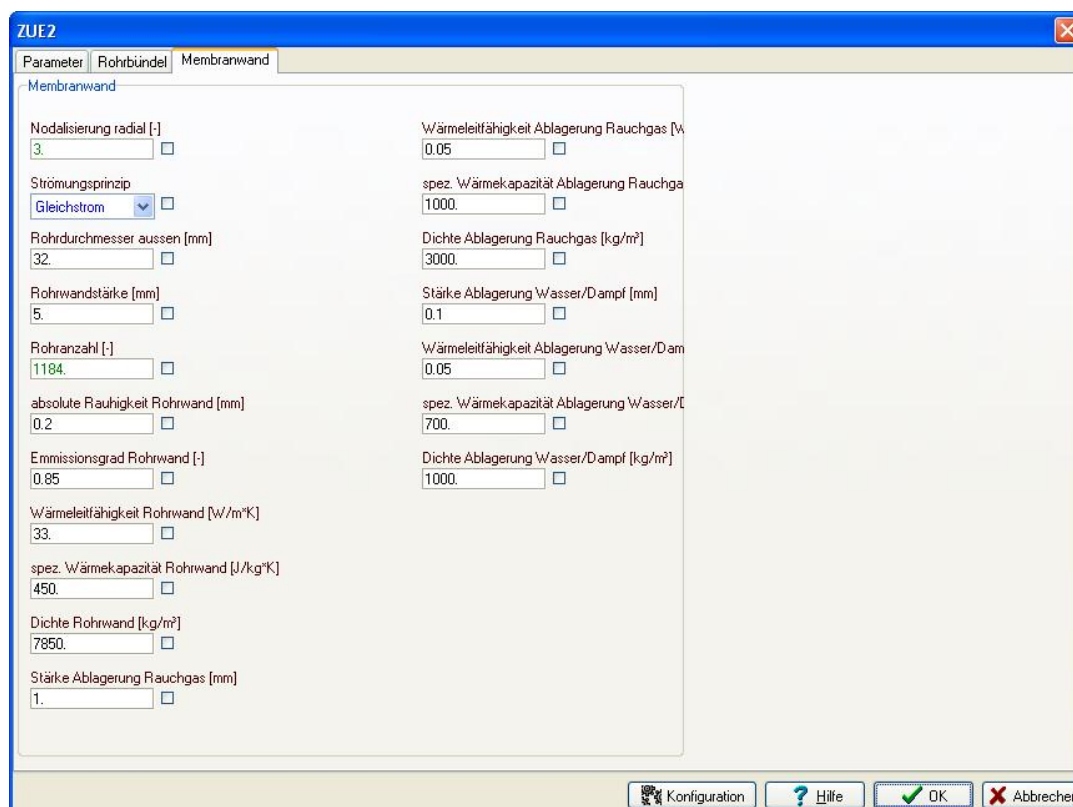 ZUE2
Parameter Rohrbündel Membranwand
Membranwand
Nodalisierung radial [-]
3.
Strömungsprinzip
Gleichstrom
Rohrdurchmesser aussen [mm]
32.
Rohrwandstärke [mm]
5.
Rohranzahl [-]
1184.
absolute Rauhigkeit Rohrwand [mm]
0.2
Emmissionsgrad Rohrwand [-]
0.85
Wärmeleitfähigkeit Rohrwand [W/m*K]
33.
spez. Wärmekapazität Rohrwand [J/kg*K]
450.
Dichte Rohrwand [kg/m³]
7850.
Stärke Ablagerung Rauchgas [mm]
1.
Wärmeleitfähigkeit Ablagerung Rauchgas [W
0.05
spez. Wärmekapazität Ablagerung Rauchga
1000.
Dichte Ablagerung Rauchgas [kg/m³]
3000.
Stärke Ablagerung Wasser/Dampf [mm]
0.1
Wärmeleitfähigkeit Ablagerung Wasser/Dam
0.05
spez. Wärmekapazität Ablagerung Wasser/D
700.
Dichte Ablagerung Wasser/Dampf [kg/m³]
1000.
Konfiguration ? Hilfe OK Abbrechen